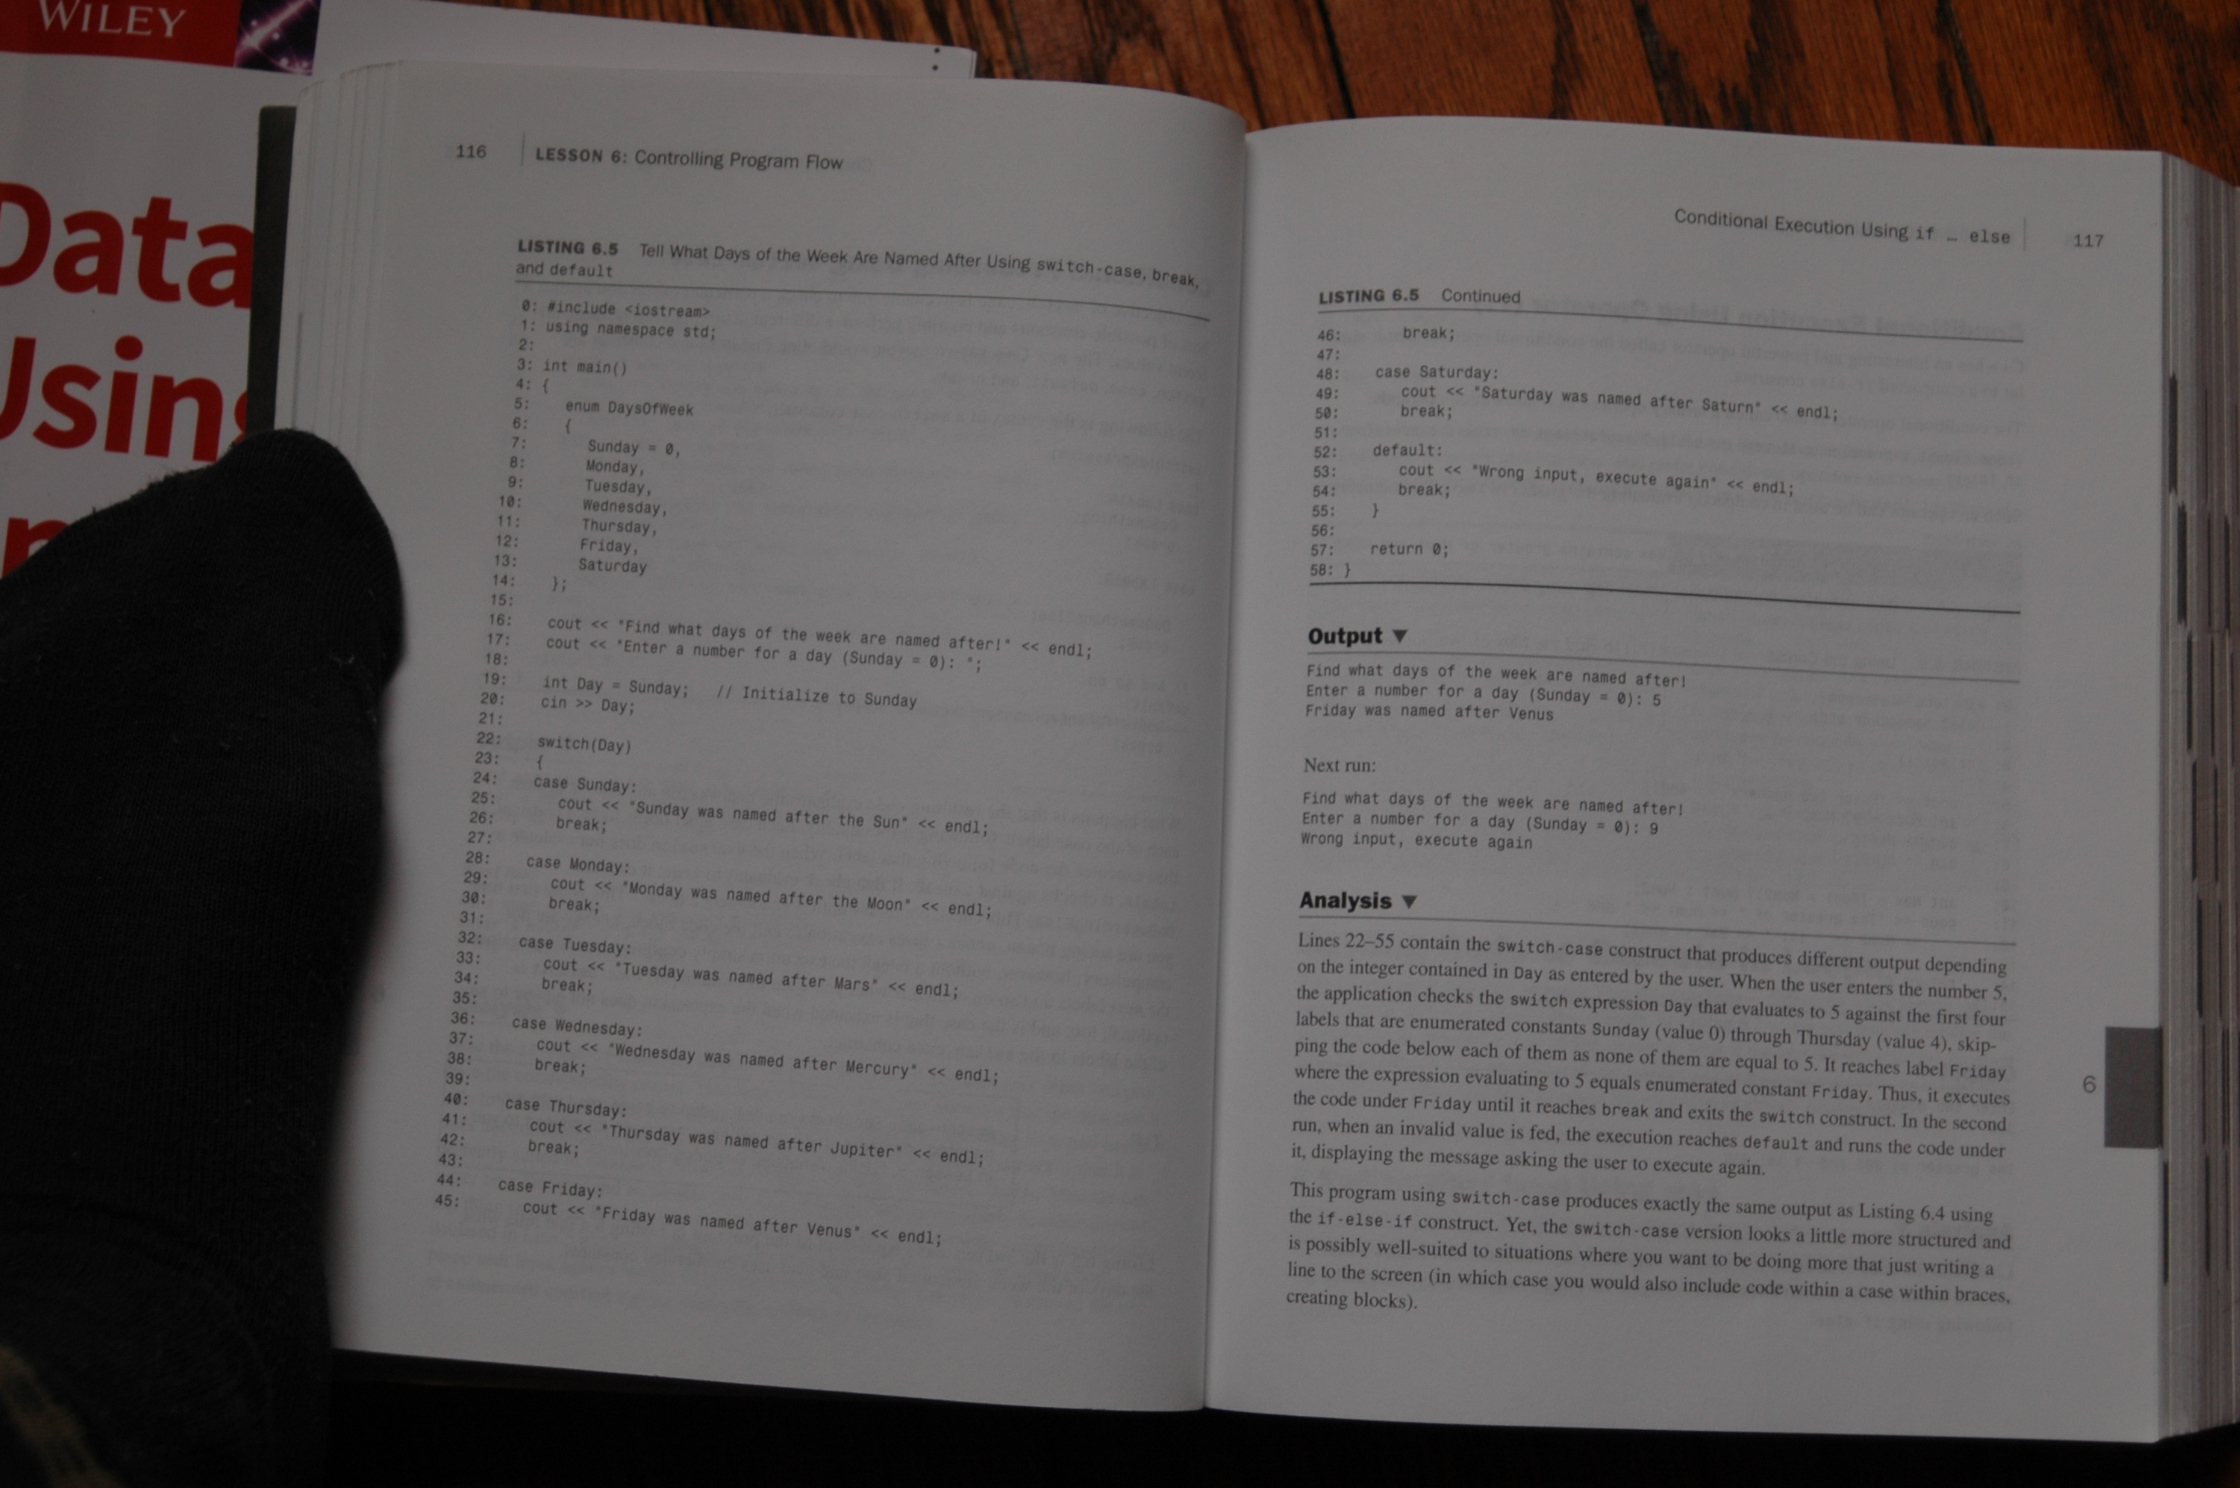 WILEY
Data
Using
116 LESSON 6: Controlling Program Flow
LISTING 6.5 Tell What Days of the Week Are Named After Using switch-case, break,
and default
0: #include <iostream>
1: using namespace std;
2:
3: int main()
4: {
5: enum DaysOfWeek
6: {
7: Sunday = 0,
8: Monday,
9: Tuesday,
10: Wednesday,
11: Thursday,
12: Friday,
13: Saturday
14: };
15:
16: cout << "Find what days of the week are named after!" << endl;
17: cout << "Enter a number for a day (Sunday = 0): ";
18:
19: int Day = Sunday; // Initialize to Sunday
20: cin >> Day;
21:
22: switch(Day)
23: {
24: case Sunday:
25: cout << "Sunday was named after the Sun" << endl;
26: break;
27:
28: case Monday:
29: cout << "Monday was named after the Moon" << endl;
30: break;
31:
32: case Tuesday:
33: cout << "Tuesday was named after Mars" << endl;
34: break;
35:
36: case Wednesday:
37: cout << "Wednesday was named after Mercury" << endl;
38: break;
39:
40: case Thursday:
41: cout << "Thursday was named after Jupiter" << endl;
42: break;
43:
44: case Friday:
45: cout << "Friday was named after Venus" << endl;
Conditional Execution Using if … else 117
LISTING 6.5 Continued
46: break;
47:
48: case Saturday:
49: cout << "Saturday was named after Saturn" << endl;
50: break;
51:
52: default:
53: cout << "Wrong input, execute again" << endl;
54: break;
55: }
56:
57: return 0;
58: }
Output ▼
Find what days of the week are named after!
Enter a number for a day (Sunday = 0): 5
Friday was named after Venus
Next run:
Find what days of the week are named after!
Enter a number for a day (Sunday = 0): 9
Wrong input, execute again
Analysis ▼
Lines 22–55 contain the switch-case construct that produces different output depending
on the integer contained in Day as entered by the user. When the user enters the number 5,
the application checks the switch expression Day that evaluates to 5 against the first four
labels that are enumerated constants Sunday (value 0) through Thursday (value 4), skip-
ping the code below each of them as none of them are equal to 5. It reaches label Friday
where the expression evaluating to 5 equals enumerated constant Friday. Thus, it executes
the code under Friday until it reaches break and exits the switch construct. In the second
run, when an invalid value is fed, the execution reaches default and runs the code under
it, displaying the message asking the user to execute again.
This program using switch-case produces exactly the same output as Listing 6.4 using
the if-else-if construct. Yet, the switch-case version looks a little more structured and
is possibly well-suited to situations where you want to be doing more that just writing a
line to the screen (in which case you would also include code within a case within braces,
creating blocks).
6